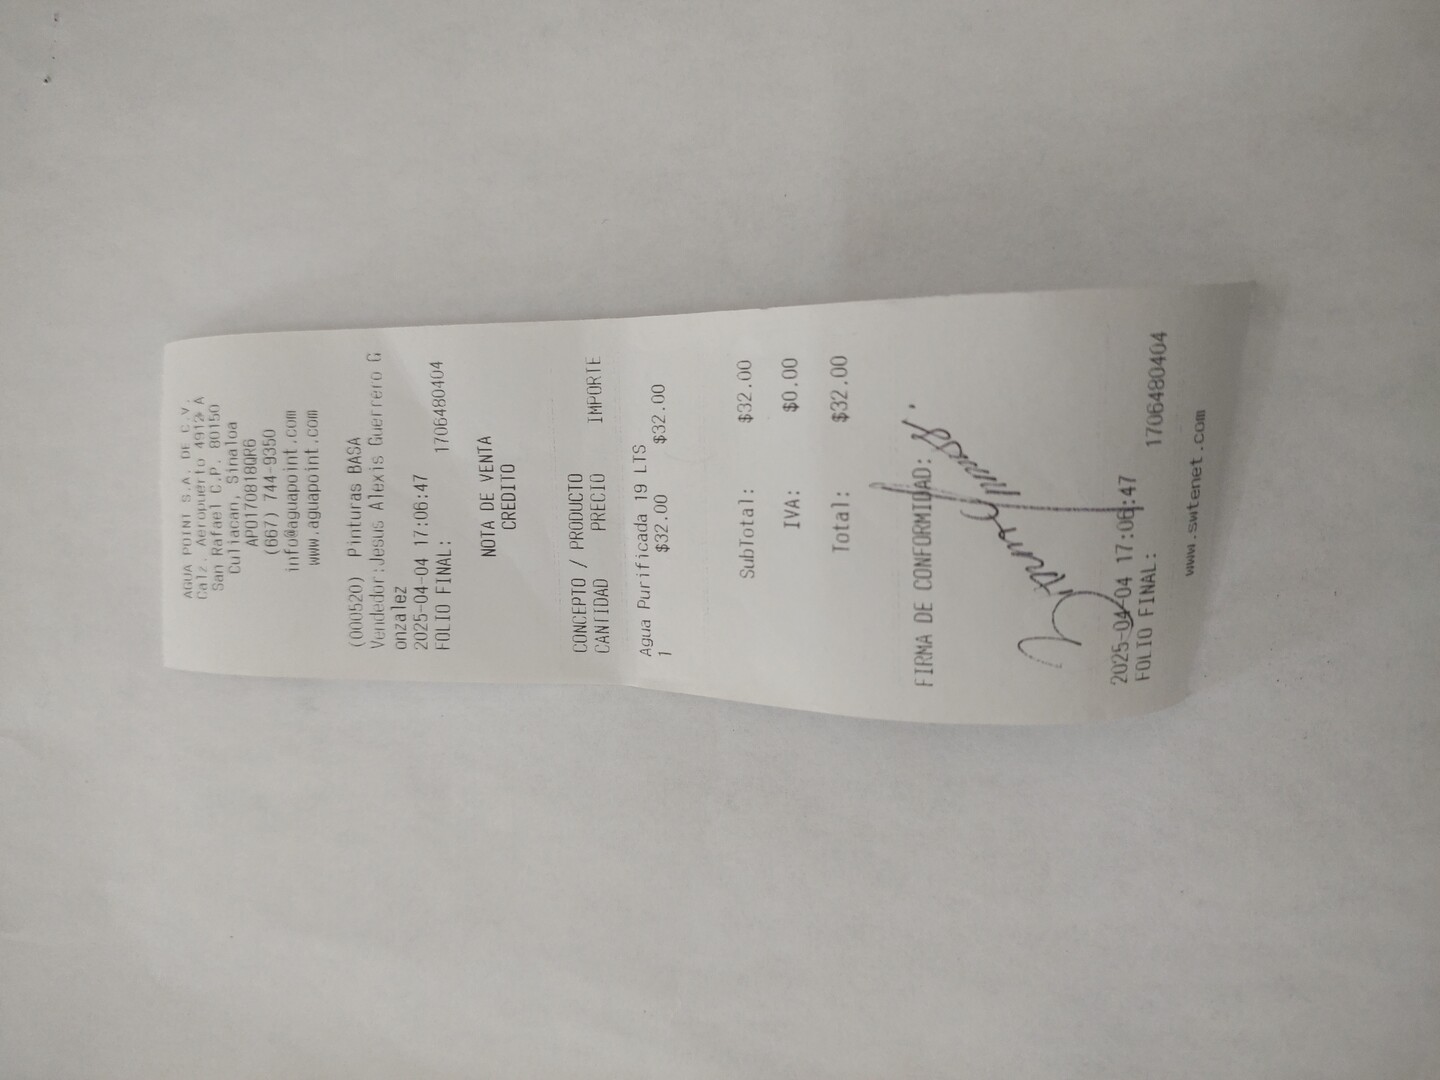 AGUA POINT S.A. DE C.V.
Calz. Aeropuerto 4912 A
San Rafael C.P. 80150
Culiacan, Sinaloa
APO170818QR6
(667) 744-9350
info@aguapoint.com
www.aguapoint.com
(000520) Pinturas BASA
Vendedor:Jesus Alexis Guerrero G
onzalez
2025-04-04 17:06:47
FOLIO FINAL: 1706480404
NOTA DE VENTA
CREDITO
CONCEPTO / PRODUCTO
CANTIDAD PRECIO IMPORTE
Agua Purificada 19 LTS
1 $32.00 $32.00
SubTotal: $32.00
IVA: $0.00
Total: $32.00
FIRMA DE CONFORMIDAD:
2025-04-04 17:06:47
FOLIO FINAL: 1706480404
www.switenet.com